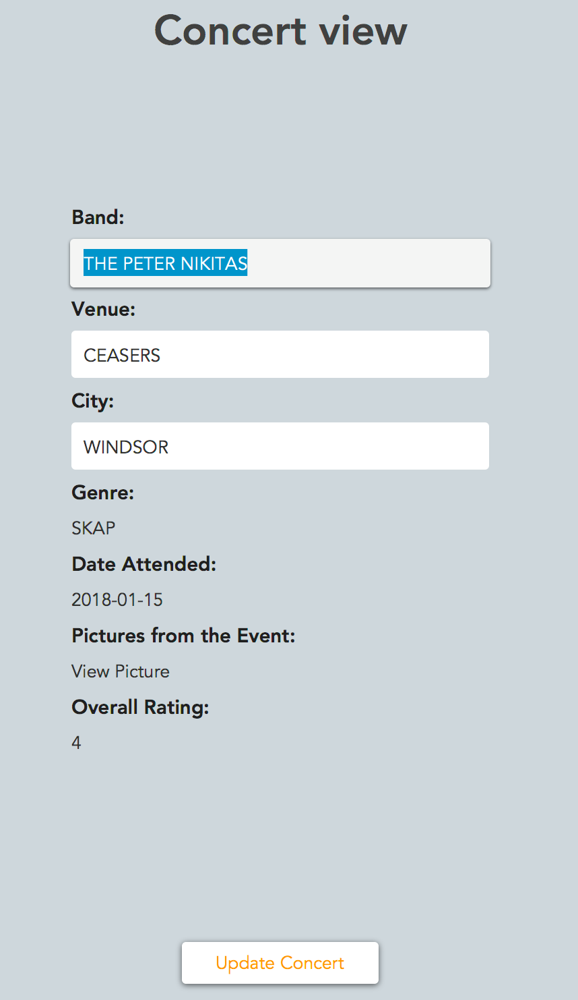 Concert view
Band:
THE PETER NIKITAS
Venue:
CEASERS
City:
WINDSOR
Genre:
SKAP
Date Attended:
2018-01-15
Pictures from the Event:
View Picture
Overall Rating:
4
Update Concert